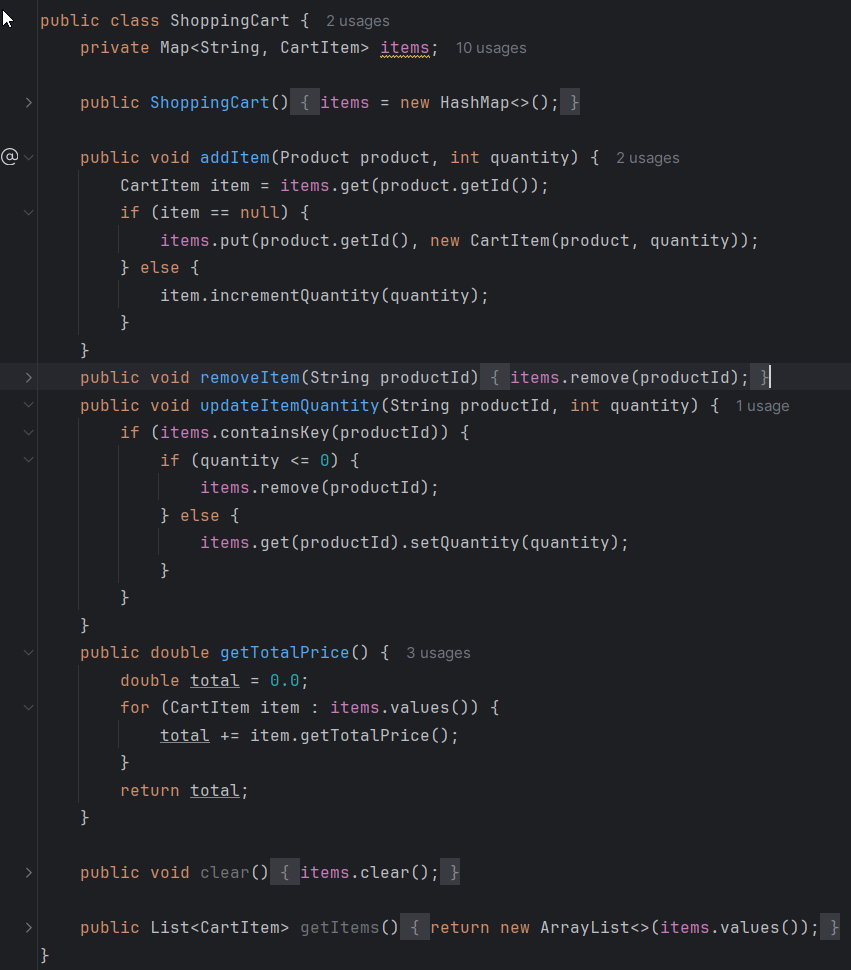 public class ShoppingCart { 2 usages
    private Map<String, CartItem> items; 10 usages

    public ShoppingCart() { items = new HashMap<>(); }

@
    public void addItem(Product product, int quantity) { 2 usages
        CartItem item = items.get(product.getId());
        if (item == null) {
            items.put(product.getId(), new CartItem(product, quantity));
        } else {
            item.incrementQuantity(quantity);
        }
    }
    public void removeItem(String productId) { items.remove(productId); }
    public void updateItemQuantity(String productId, int quantity) { 1 usage
        if (items.containsKey(productId)) {
            if (quantity <= 0) {
                items.remove(productId);
            } else {
                items.get(productId).setQuantity(quantity);
            }
        }
    }
    public double getTotalPrice() { 3 usages
        double total = 0.0;
        for (CartItem item : items.values()) {
            total += item.getTotalPrice();
        }
        return total;
    }

    public void clear() { items.clear(); }

    public List<CartItem> getItems() { return new ArrayList<>(items.values()); }
}